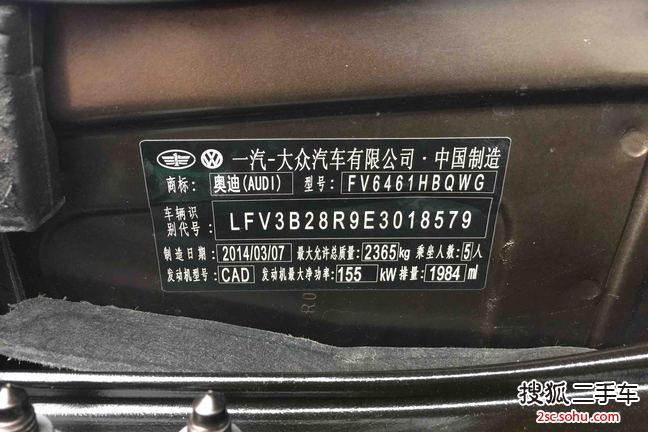 一汽-大众汽车有限公司·中国制造
商标: 奥迪(AUDI) 型号: FV6461HBQWG
车辆识别代号: LFV3B28R9E3018579
制造日期: 2014/03/07 最大允许总质量: 2365kg 乘坐人数: 5人
发动机型号: CAD 发动机最大净功率: 155 kW 排量: 1984 ml
RO
搜狐二手车
2sc.sohu.com